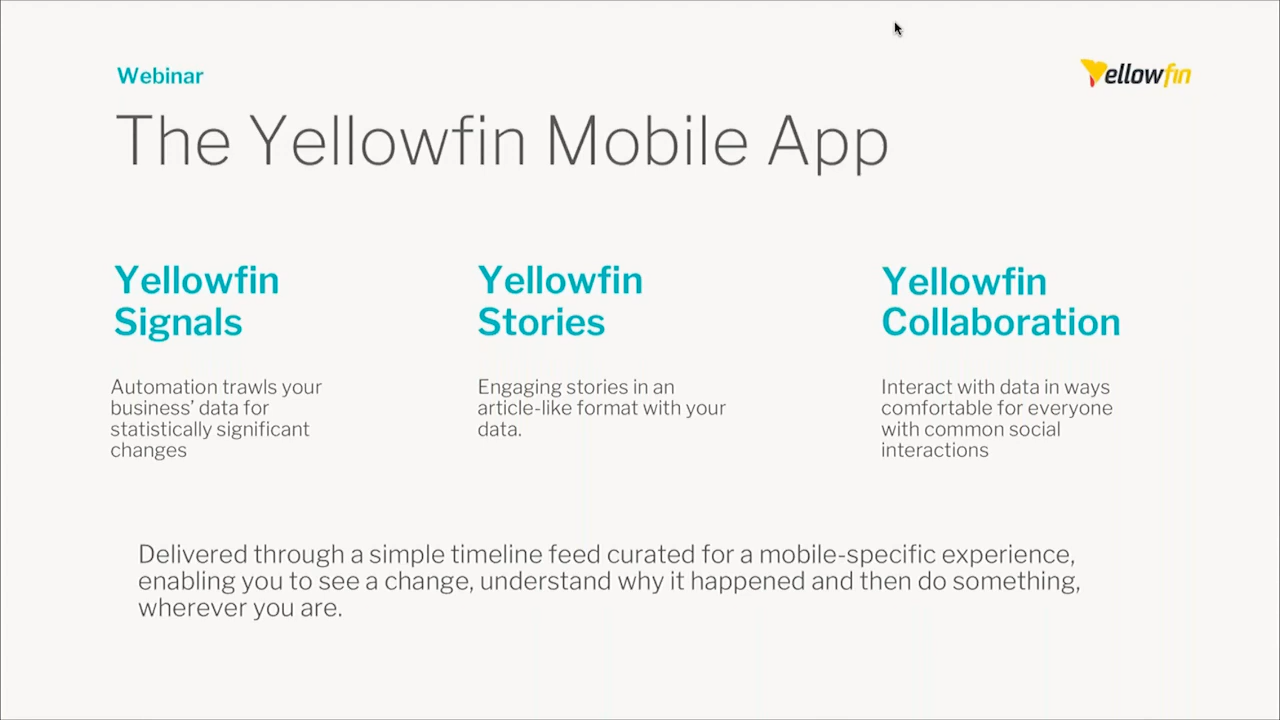 Webinar
Yellowfin
The Yellowfin Mobile App
Yellowfin
Signals
Automation trawls your
business’ data for
statistically significant
changes
Yellowfin
Stories
Engaging stories in an
article-like format with your
data.
Yellowfin
Collaboration
Interact with data in ways
comfortable for everyone
with common social
interactions
Delivered through a simple timeline feed curated for a mobile-specific experience,
enabling you to see a change, understand why it happened and then do something,
wherever you are.